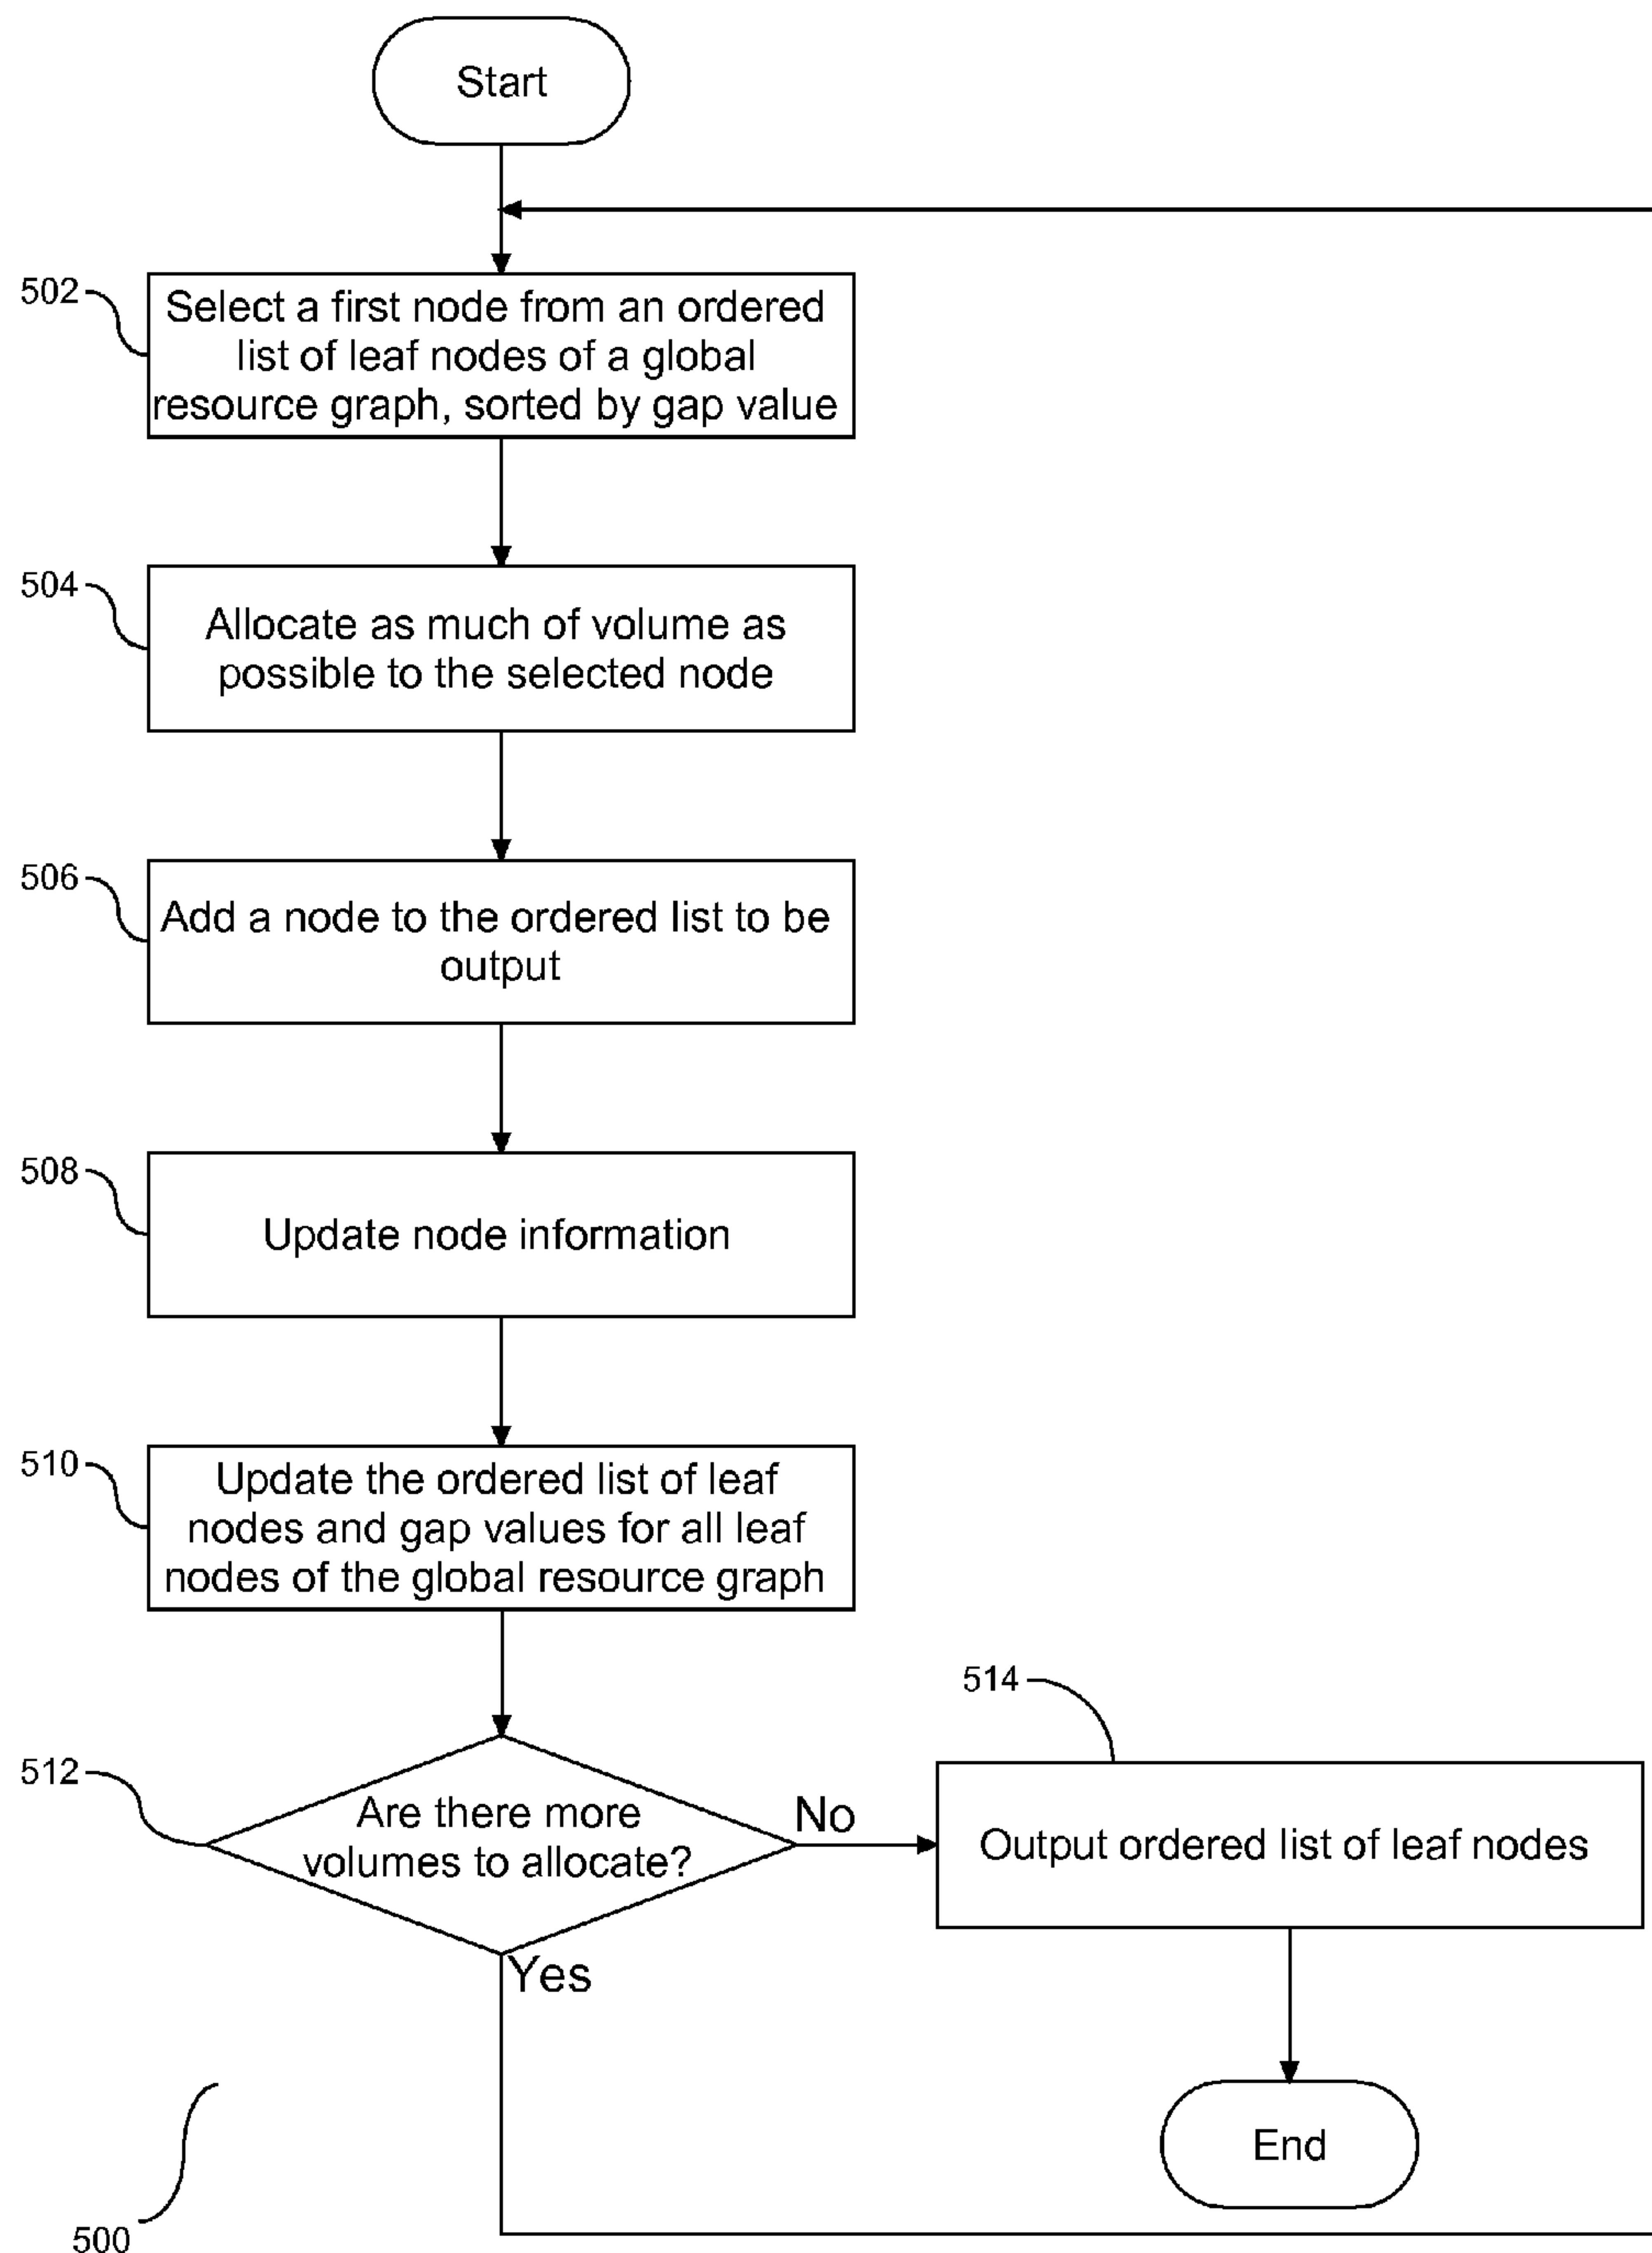 Start
502
Select a first node from an ordered
list of leaf nodes of a global
resource graph, sorted by gap value
504
Allocate as much of volume as
possible to the selected node
506
Add a node to the ordered list to be
output
508
Update node information
510
Update the ordered list of leaf
nodes and gap values for all leaf
nodes of the global resource graph
512
Are there more
volumes to allocate?
No
Yes
514
Output ordered list of leaf nodes
End
500